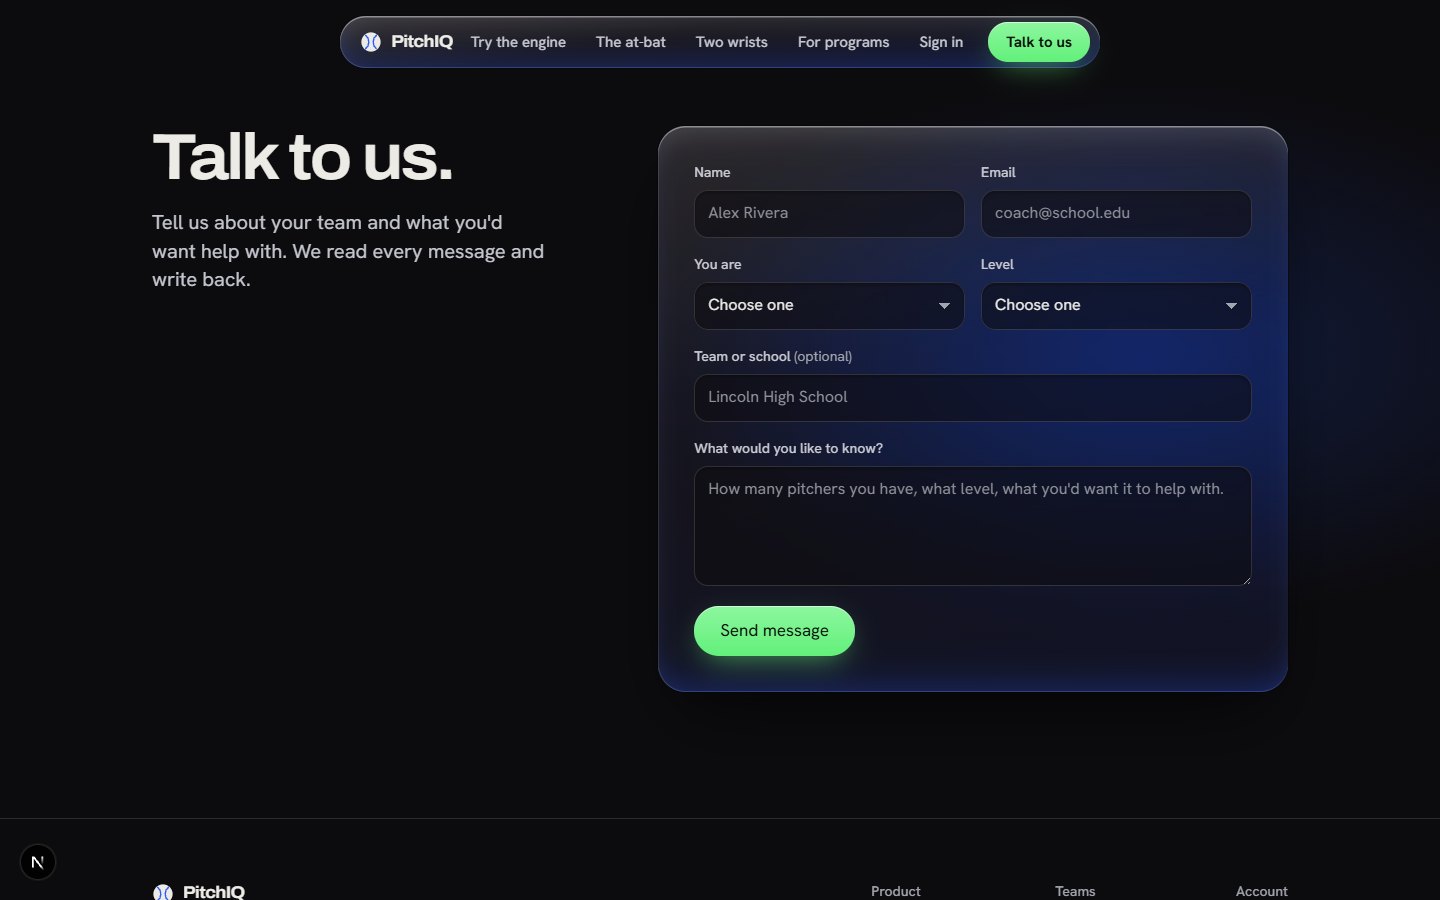 PitchIQ Try the engine The at-bat Two wrists For programs Sign in Talk to us
Talk to us.
Tell us about your team and what you'd
want help with. We read every message and
write back.
Name Email
Alex Rivera coach@school.edu
You are Level
Choose one Choose one
Team or school (optional)
Lincoln High School
What would you like to know?
How many pitchers you have, what level, what you'd want it to help with.
Send message
N
PitchIQ Product Teams Account